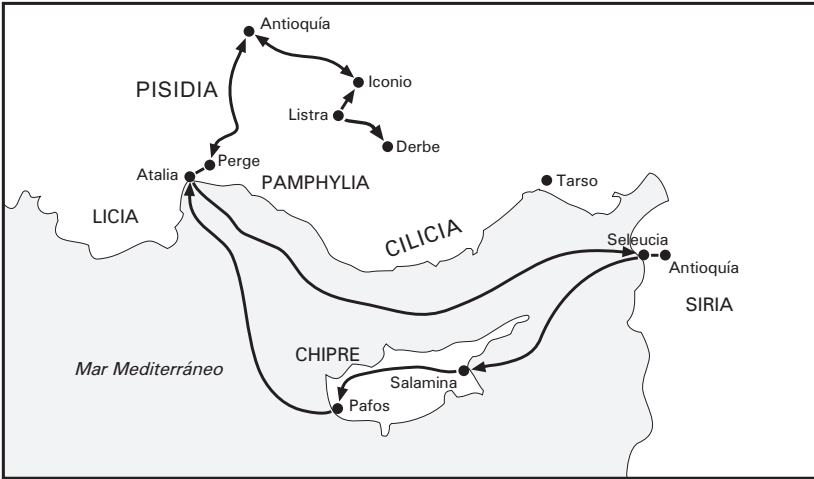 Antioquía
PISIDIA
Iconio
Listra
Derbe
Perge
Atalia
PAMPHYLIA
Tarso
LICIA
CILICIA
Seleucia
Antioquía
SIRIA
CHIPRE
Mar Mediterráneo
Salamina
Pafos